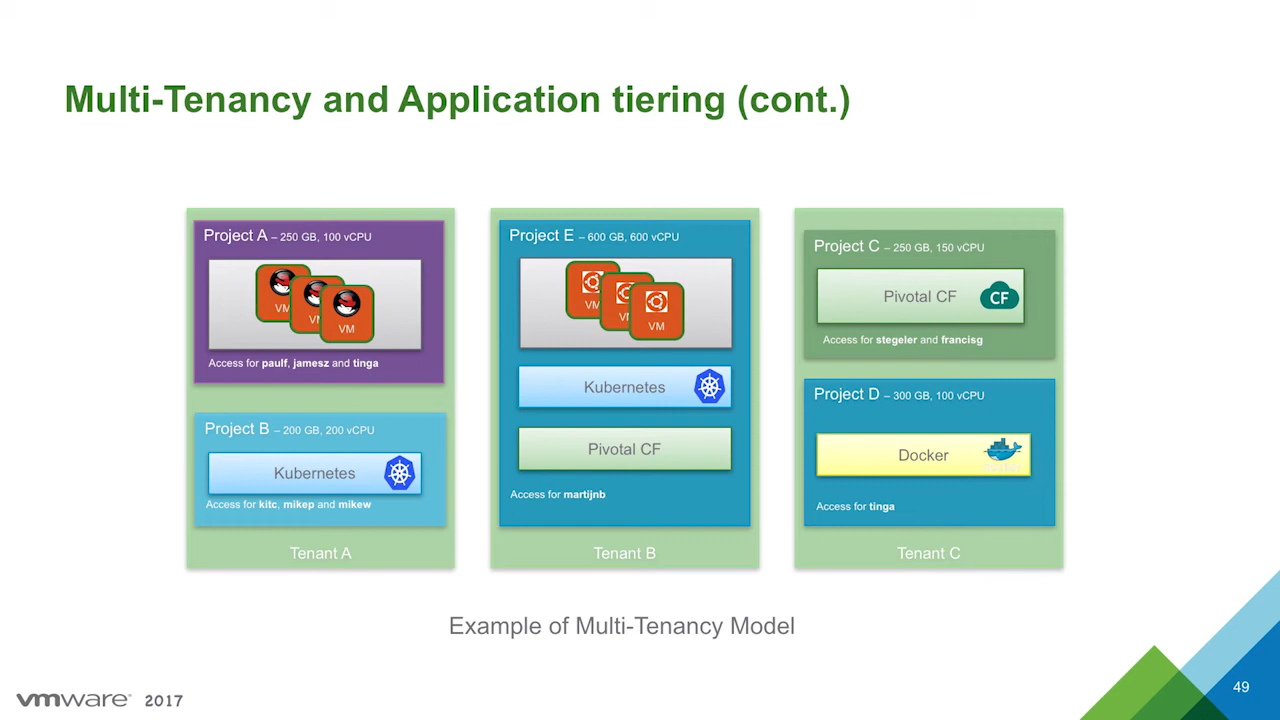 Multi-Tenancy and Application tiering (cont.)
Project A – 250 GB, 100 vCPU
VM
VM
VM
Access for paulf, jamesz and tinga
Project B – 200 GB, 200 vCPU
Kubernetes
Access for kitc, mikep and mikew
Tenant A
Project E – 600 GB, 600 vCPU
VM
VM
VM
Kubernetes
Pivotal CF
Access for martijnb
Tenant B
Project C – 250 GB, 150 vCPU
Pivotal CF
CF
Access for stegeler and francisg
Project D – 300 GB, 100 vCPU
Docker
Access for tinga
Tenant C
Example of Multi-Tenancy Model
vmware® 2017
49